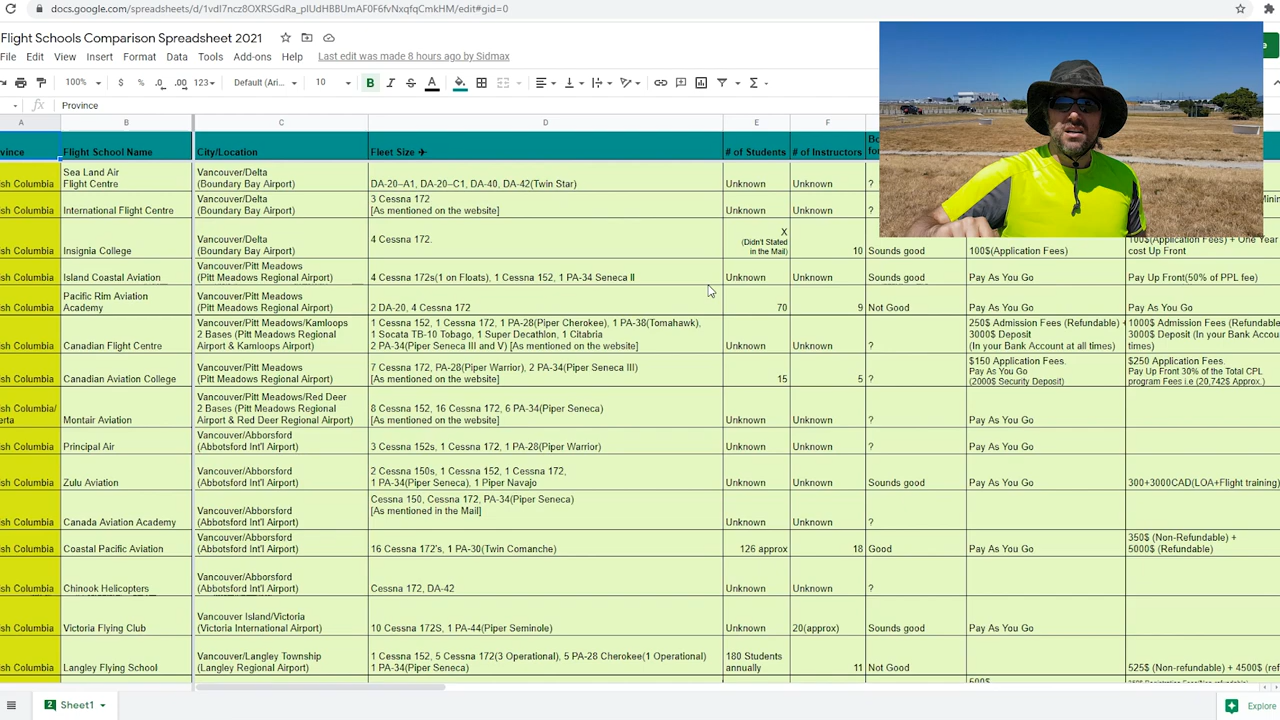 docs.google.com/spreadsheets/d/1vdl7ncz8OXRSGdRa_plUdHBBUmAF0F6fvNxqfqCmkHM/edit#gid=0
Flight Schools Comparison Spreadsheet 2021
File Edit View Insert Format Data Tools Add-ons Help Last edit was made 8 hours ago by Sidmax
100% $ % .0 .00 123 Default (Ari... 10 B I S A Σ
fx Province
A B C D E F
ince Flight School Name City/Location Fleet Size ✈ # of Students # of Instructors
sh Columbia Sea Land Air
Flight Centre Vancouver/Delta
(Boundary Bay Airport) DA-20–A1, DA-20–C1, DA-40, DA-42(Twin Star) Unknown Unknown ?
sh Columbia International Flight Centre Vancouver/Delta
(Boundary Bay Airport) 3 Cessna 172
[As mentioned on the website] Unknown Unknown ?
sh Columbia Insignia College Vancouver/Delta
(Boundary Bay Airport) 4 Cessna 172. X
(Didn't Stated
in the Mail) 10 Sounds good 100$(Application Fees) 100$(Application Fees) + One Year
cost Up Front
sh Columbia Island Coastal Aviation Vancouver/Pitt Meadows
(Pitt Meadows Regional Airport) 4 Cessna 172s(1 on Floats), 1 Cessna 152, 1 PA-34 Seneca II Unknown Unknown Sounds good Pay As You Go Pay Up Front(50% of PPL fee)
sh Columbia Pacific Rim Aviation
Academy Vancouver/Pitt Meadows
(Pitt Meadows Regional Airport) 2 DA-20, 4 Cessna 172 70 9 Not Good Pay As You Go Pay As You Go
sh Columbia Canadian Flight Centre Vancouver/Pitt Meadows/Kamloops
2 Bases (Pitt Meadows Regional
Airport & Kamloops Airport) 1 Cessna 152, 1 Cessna 172, 1 PA-28(Piper Cherokee), 1 PA-38(Tomahawk),
1 Socata TB-10 Tobago, 1 Super Decathlon, 1 Citabria
2 PA-34(Piper Seneca III and V) [As mentioned on the website] Unknown Unknown ? 250$ Admission Fees (Refundable) +
3000$ Deposit
(In your Bank Account at all times) 1000$ Admission Fees (Refunda
3000$ Deposit (In your Bank Accou
at all times)
sh Columbia Canadian Aviation College Vancouver/Pitt Meadows
(Pitt Meadows Regional Airport) 7 Cessna 172, PA-28(Piper Warrior), 2 PA-34(Piper Seneca III)
[As mentioned on the website] 15 5 ? $150 Application Fees.
Pay As You Go
(2000$ Security Deposit) $250 Application Fees.
Pay Up Front 30% of the Total CPL
program Fees i.e (20,742$ Approx.)
sh Columbia/
erta Montair Aviation Vancouver/Pitt Meadows/Red Deer
2 Bases (Pitt Meadows Regional
Airport & Red Deer Regional Airport) 8 Cessna 152, 16 Cessna 172, 6 PA-34(Piper Seneca)
[As mentioned on the website] Unknown Unknown ? Pay As You Go
sh Columbia Principal Air Vancouver/Abborsford
(Abbotsford Int'l Airport) 3 Cessna 152s, 1 Cessna 172, 1 PA-28(Piper Warrior) Unknown Unknown ? Pay As You Go
sh Columbia Zulu Aviation Vancouver/Abborsford
(Abbotsford Int'l Airport) 2 Cessna 150s, 1 Cessna 152, 1 Cessna 172,
1 PA-34(Piper Seneca), 1 Piper Navajo Unknown Unknown Sounds good Pay As You Go 300+3000CAD(LOA+Flight training)
sh Columbia Canada Aviation Academy Vancouver/Abborsford
(Abbotsford Int'l Airport) Cessna 150, Cessna 172, PA-34(Piper Seneca)
[As mentioned in the Mail] Unknown Unknown ?
sh Columbia Coastal Pacific Aviation Vancouver/Abborsford
(Abbotsford Int'l Airport) 16 Cessna 172's, 1 PA-30(Twin Comanche) 126 approx 18 Good Pay As You Go 350$ (Non-Refundable) +
5000$ (Refundable)
sh Columbia Chinook Helicopters Vancouver/Abborsford
(Abbotsford Int'l Airport) Cessna 172, DA-42 Unknown Unknown ?
sh Columbia Victoria Flying Club Vancouver Island/Victoria
(Victoria International Airport) 10 Cessna 172S, 1 PA-44(Piper Seminole) Unknown 20(approx) Sounds good Pay As You Go
sh Columbia Langley Flying School Vancouver/Langley Township
(Langley Regional Airport) 1 Cessna 152, 5 Cessna 172(3 Operational), 5 PA-28 Cherokee(1 Operational)
1 PA-34(Piper Seneca) 180 Students
annually 11 Not Good 525$ (Non-refundable) + 4500$ (ref
2 Sheet1 Explore